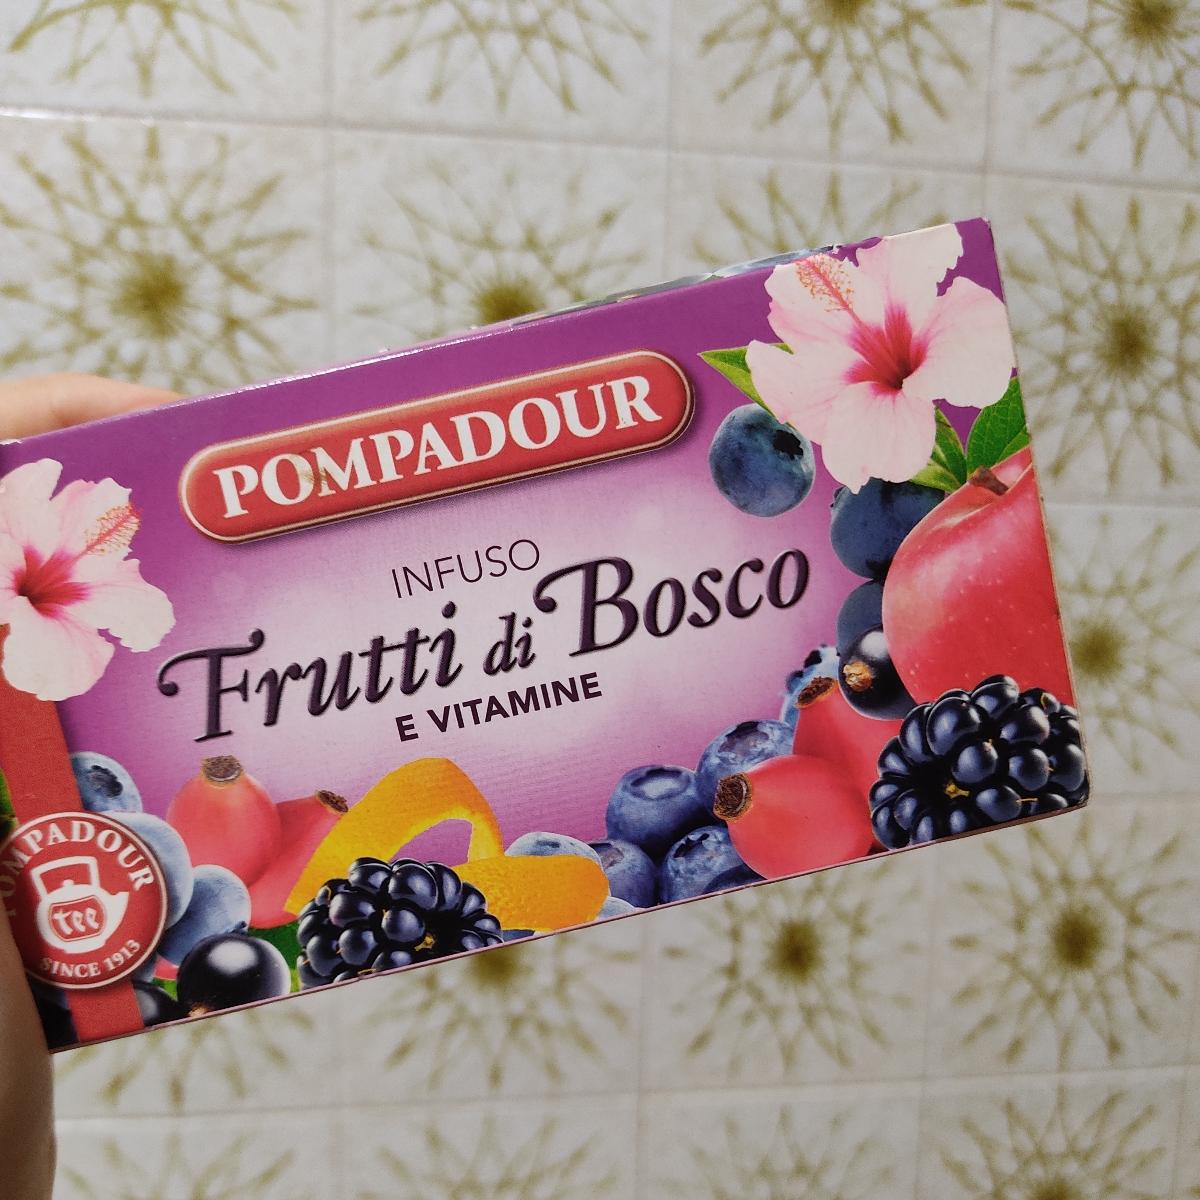 POMPADOUR
INFUSO
Frutti di Bosco
E VITAMINE
POMPADOUR
tee
SINCE 1913